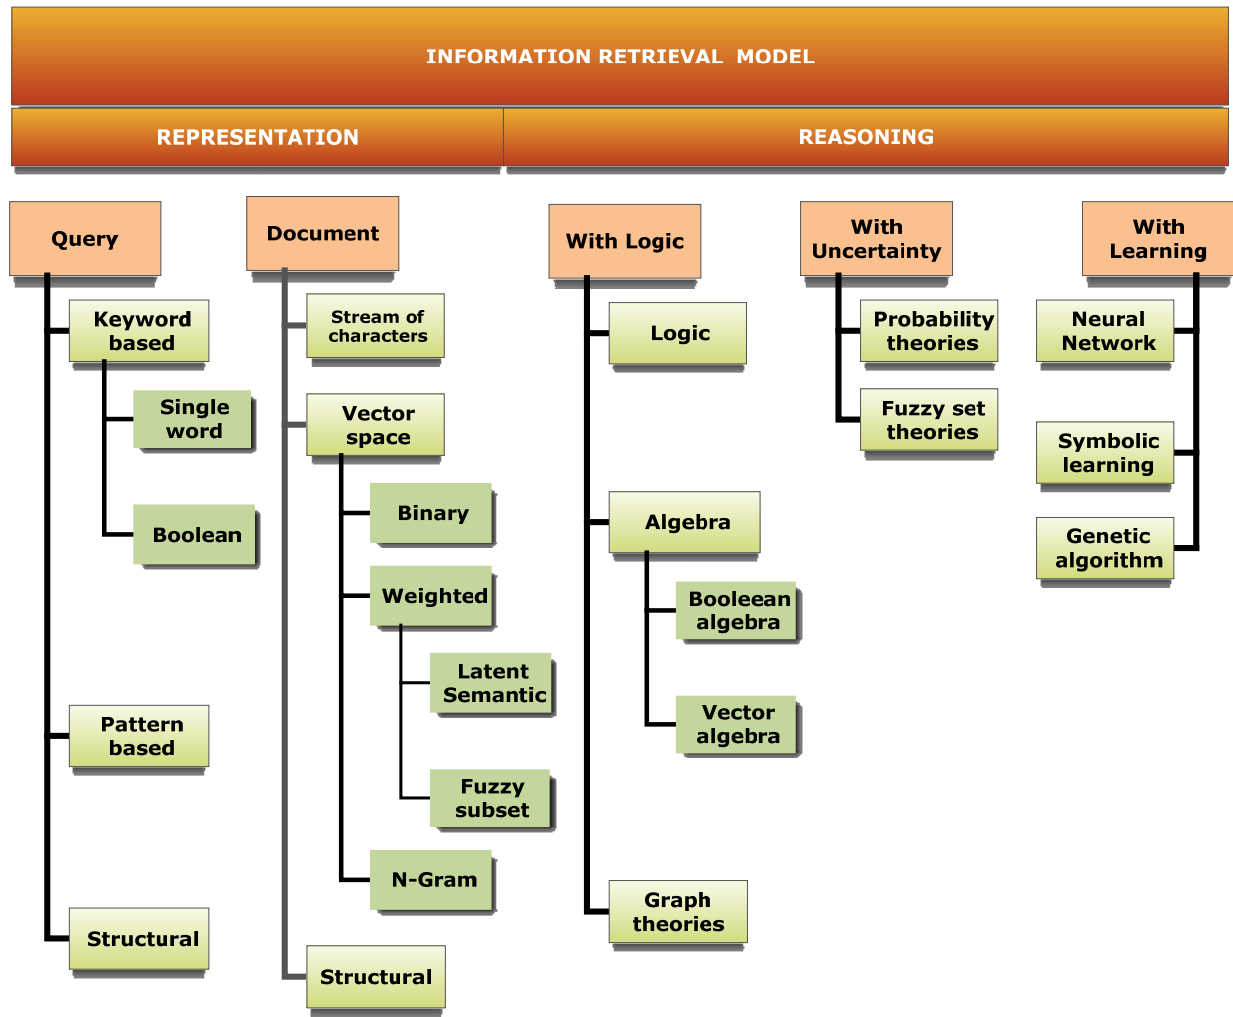 INFORMATION RETRIEVAL  MODEL
REPRESENTATION
REASONING
Query
Keyword
based
Single
word
Boolean
Pattern
based
Structural
Document
Stream of
characters
Vector
space
Binary
Weighted
Latent
Semantic
Fuzzy
subset
N-Gram
Structural
With Logic
Logic
Algebra
Booleean
algebra
Vector
algebra
Graph
theories
With
Uncertainty
Probability
theories
Fuzzy set
theories
With
Learning
Neural
Network
Symbolic
learning
Genetic
algorithm